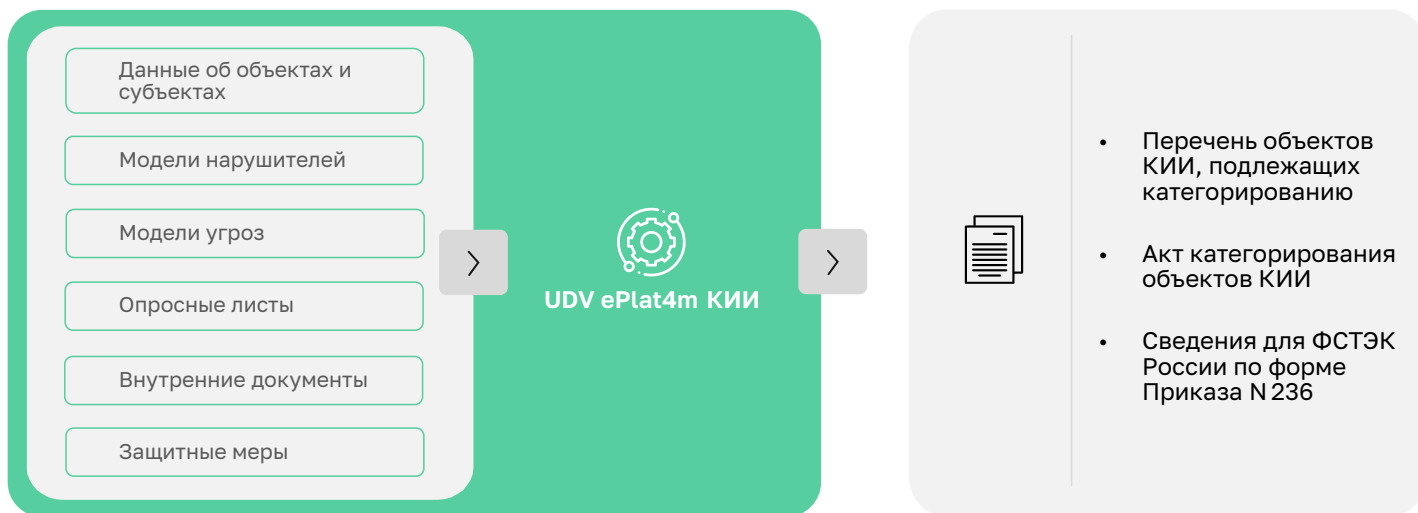 Данные об объектах и
субъектах
Модели нарушителей
Модели угроз
Опросные листы
Внутренние документы
Защитные меры
UDV ePlat4m КИИ
• Перечень объектов
КИИ, подлежащих
категорированию
• Акт категорирования
объектов КИИ
• Сведения для ФСТЭК
России по форме
Приказа N 236